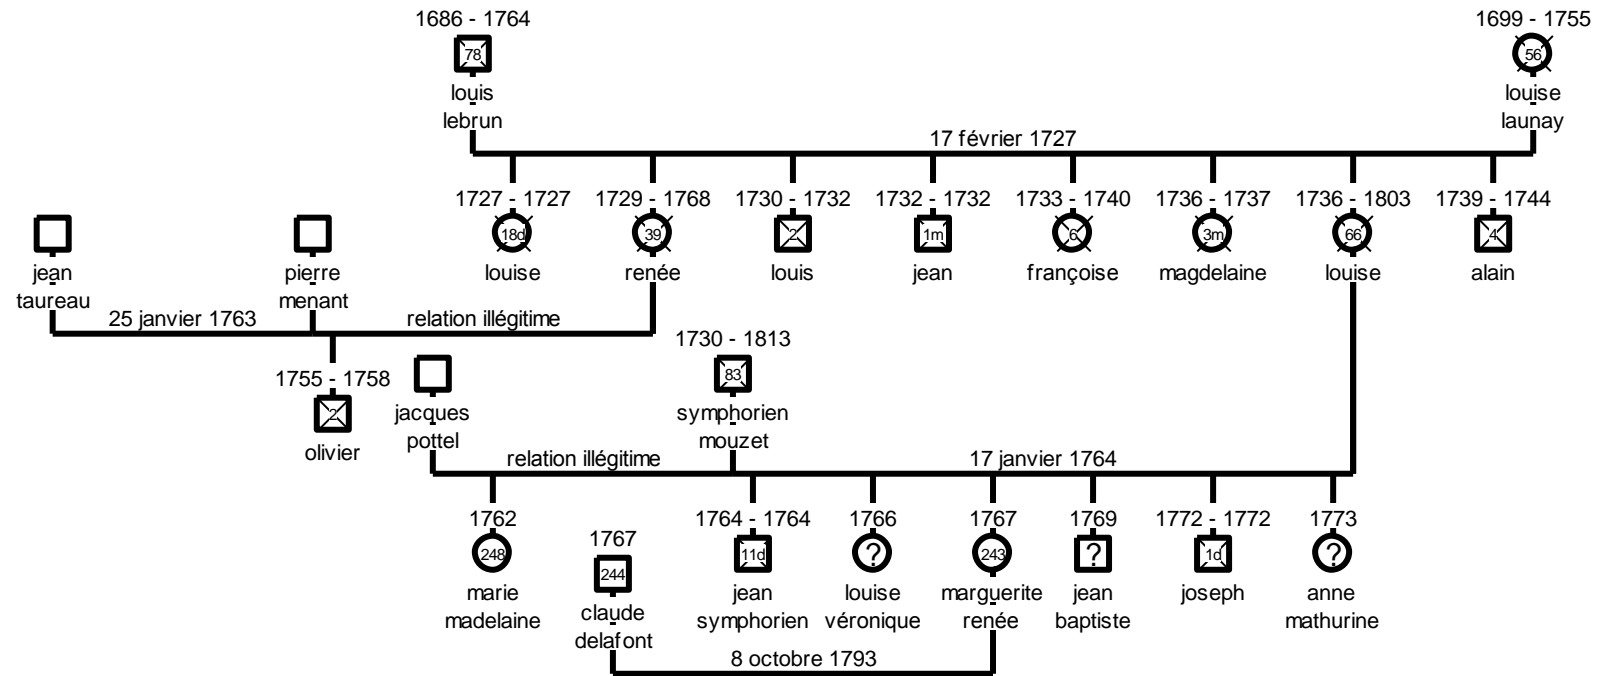 1686 - 1764
1699 - 1755
78
56
louis
lebrun
louise
launay
17 février 1727
1727 - 1727
1729 - 1768
1730 - 1732
1732 - 1732
1733 - 1740
1736 - 1737
1736 - 1803
1739 - 1744
18d
39
2
1m
6
3m
66
4
jean
taureau
pierre
menant
louise
renée
louis
jean
françoise
magdelaine
louise
alain
25 janvier 1763
relation illégitime
1730 - 1813
83
1755 - 1758
2
olivier
jacques
pottel
symphorien
mouzet
relation illégitime
17 janvier 1764
1762
1767
1764 - 1764
1766
1767
1769
1772 - 1772
1773
248
244
11d
?
243
?
1d
?
marie
madelaine
claude
delafont
jean
symphorien
louise
véronique
marguerite
renée
jean
baptiste
joseph
anne
mathurine
8 octobre 1793